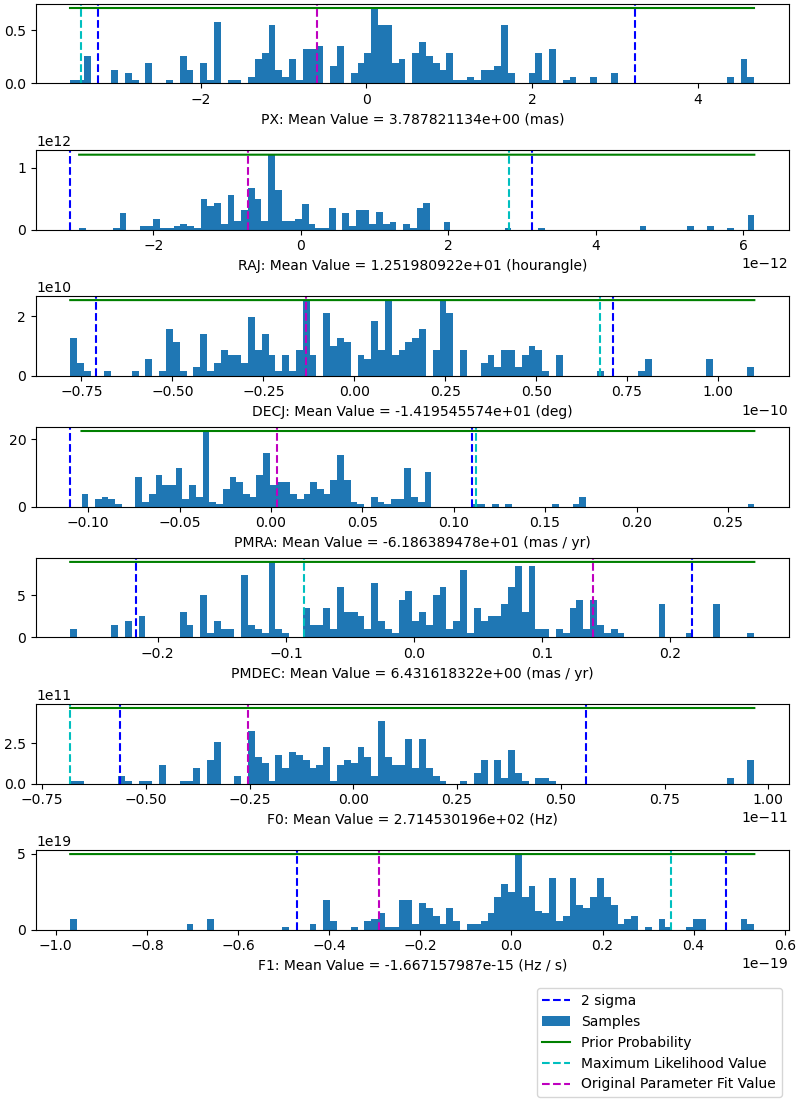 0.5
0.0
−2 0 2 4
PX: Mean Value = 3.787821134e+00 (mas)
1e12
1
0
−2 0 2 4 6
RAJ: Mean Value = 1.251980922e+01 (hourangle)
1e−12
1e10
2
0
−0.75 −0.50 −0.25 0.00 0.25 0.50 0.75 1.00
DECJ: Mean Value = -1.419545574e+01 (deg)
1e−10
20
0
−0.10 −0.05 0.00 0.05 0.10 0.15 0.20 0.25
PMRA: Mean Value = -6.186389478e+01 (mas / yr)
5
0
−0.2 −0.1 0.0 0.1 0.2
PMDEC: Mean Value = 6.431618322e+00 (mas / yr)
1e11
2.5
0.0
−0.75 −0.50 −0.25 0.00 0.25 0.50 0.75 1.00
F0: Mean Value = 2.714530196e+02 (Hz)
1e−11
1e19
5
0
−1.0 −0.8 −0.6 −0.4 −0.2 0.0 0.2 0.4 0.6
F1: Mean Value = -1.667157987e-15 (Hz / s)
1e−19
2 sigma
Samples
Prior Probability
Maximum Likelihood Value
Original Parameter Fit Value